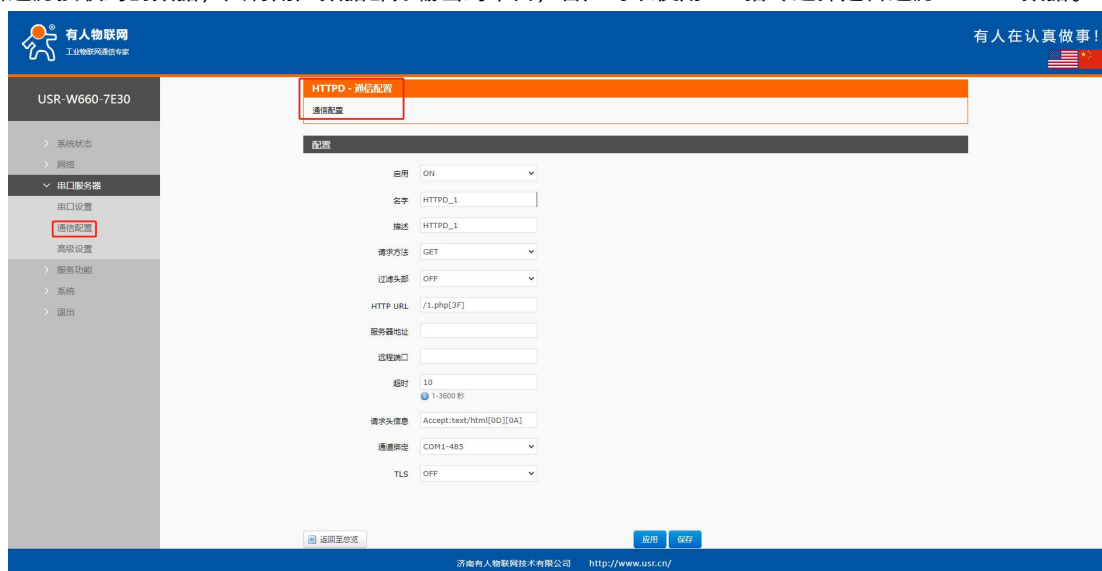 有人物联网
工业物联网通信专家
有人在认真做事!
USR-W660-7E30
系统状态
网络
串口服务器
串口设置
通信配置
高级设置
服务功能
系统
退出
HTTPD - 通信配置
通信配置
配置
启用 ON
名字 HTTPD_1
描述 HTTPD_1
请求方法 GET
过滤头部 OFF
HTTP URL /1.php[3F]
服务器地址
远程端口
超时 10
1-3600 秒
请求头信息 Accept:text/html[0D][0A]
通道绑定 COM1-485
TLS OFF
返回至总览 应用 保存
济南有人物联网技术有限公司 http://www.usr.cn/